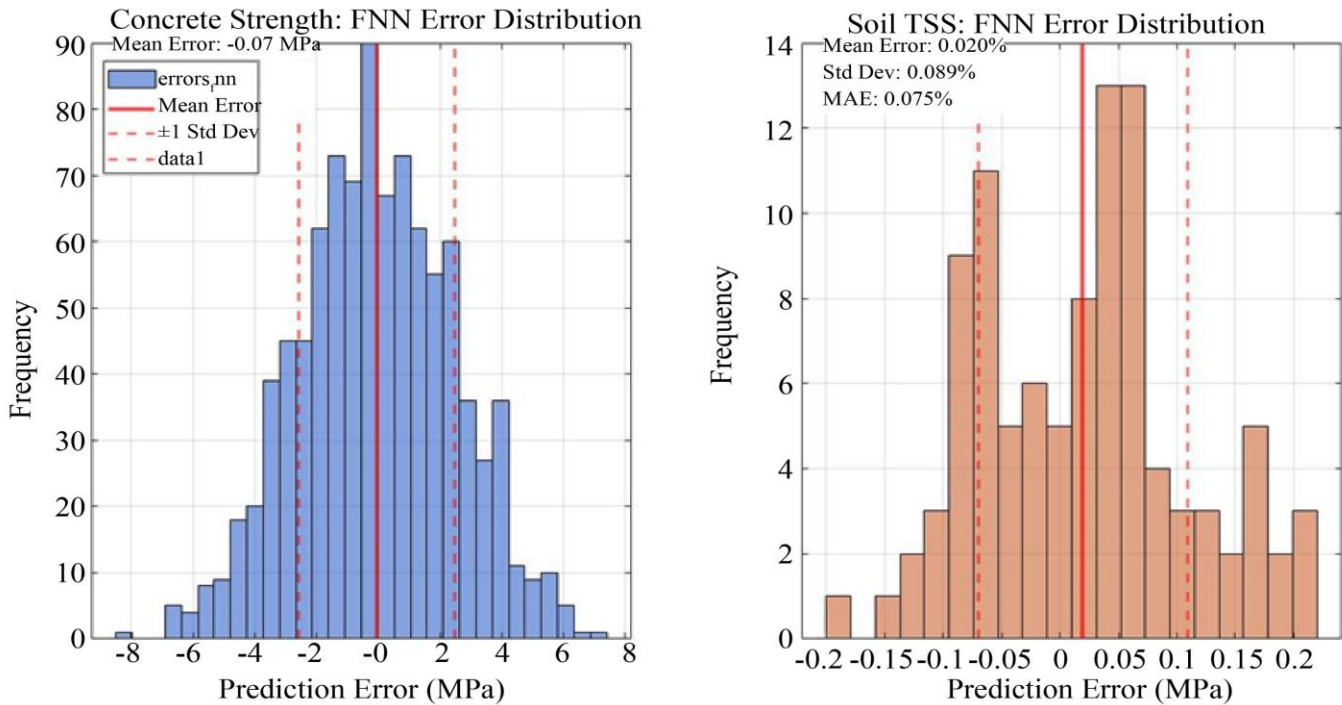 Concrete Strength: FNN Error Distribution
Mean Error: -0.07 MPa
errors_fnn
Mean Error
±1 Std Dev
data1
90
80
70
60
50
40
30
20
10
0
Frequency
-8 -6 -4 -2 -0 2 4 6 8
Prediction Error (MPa)
Soil TSS: FNN Error Distribution
Mean Error: 0.020%
Std Dev: 0.089%
MAE: 0.075%
14
12
10
8
6
4
2
0
Frequency
-0.2 -0.15 -0.1 -0.05 0 0.05 0.1 0.15 0.2
Prediction Error (MPa)